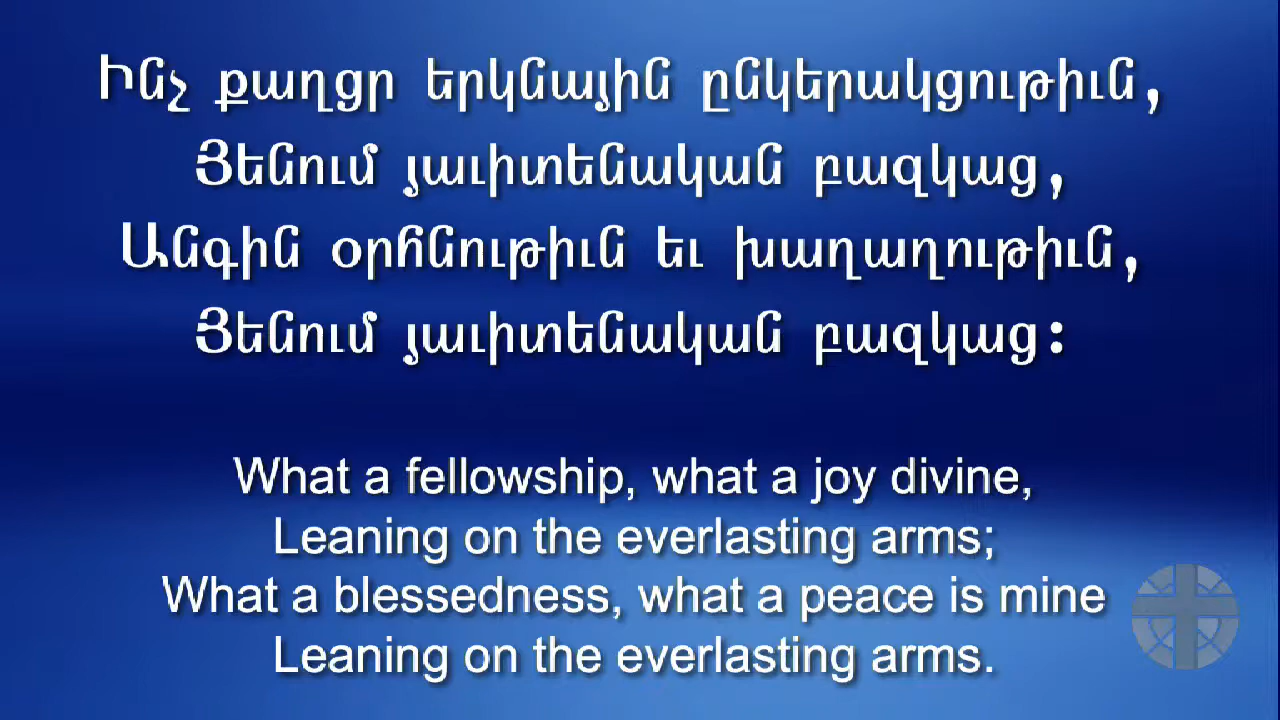 Ինչ քաղցր երկնային ընկերակցութիւն,
Յենում յաւիտենական բազկաց,
Անգին օրհնութիւն եւ խաղաղութիւն,
Յենում յաւիտենական բազկաց:
What a fellowship, what a joy divine,
Leaning on the everlasting arms;
What a blessedness, what a peace is mine
Leaning on the everlasting arms.